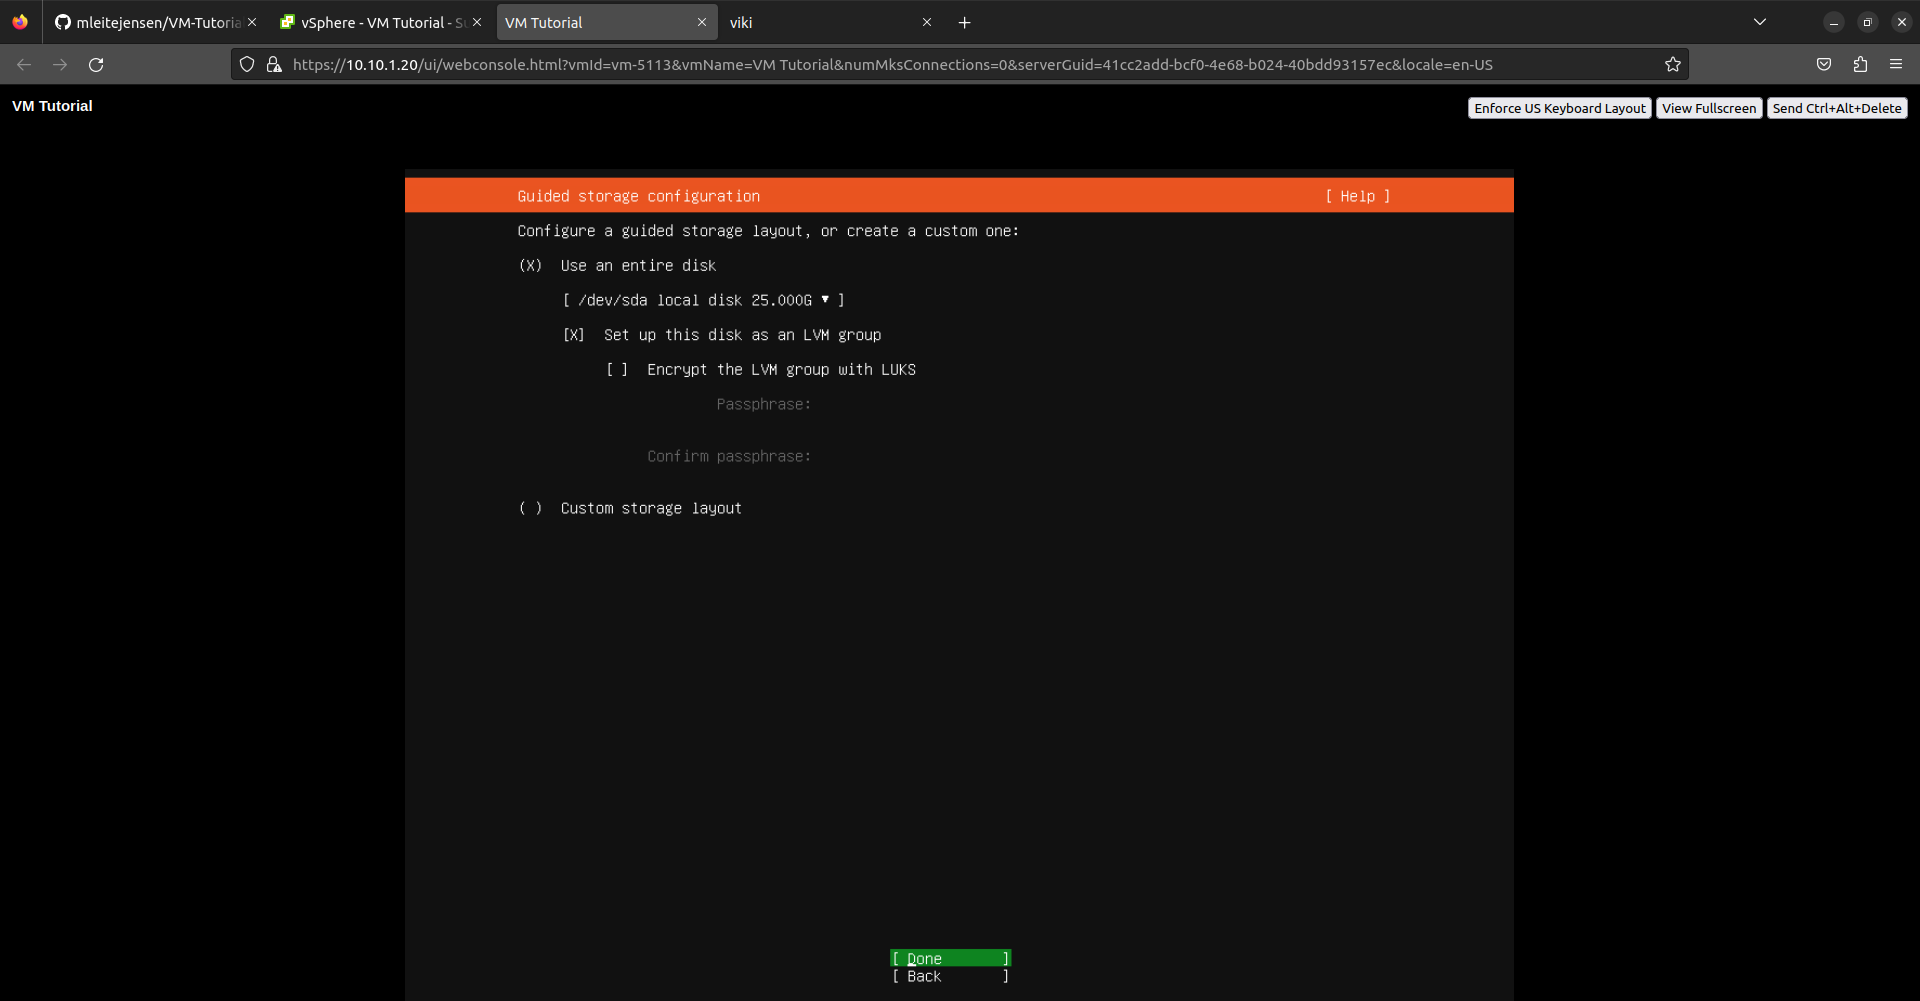 mleitejensen/VM-Tutoria
vSphere - VM Tutorial - Su
VM Tutorial
viki
https://10.10.1.20/ui/webconsole.html?vmId=vm-5113&vmName=VM Tutorial&numMksConnections=0&serverGuid=41cc2add-bcf0-4e68-b024-40bdd93157ec&locale=en-US
VM Tutorial
Enforce US Keyboard Layout
View Fullscreen
Send Ctrl+Alt+Delete
Guided storage configuration [ Help ]
Configure a guided storage layout, or create a custom one:
(X) Use an entire disk
[ /dev/sda local disk 25.000G ▾ ]
[X] Set up this disk as an LVM group
[ ] Encrypt the LVM group with LUKS
Passphrase:
Confirm passphrase:
( ) Custom storage layout
[ Done ]
[ Back ]